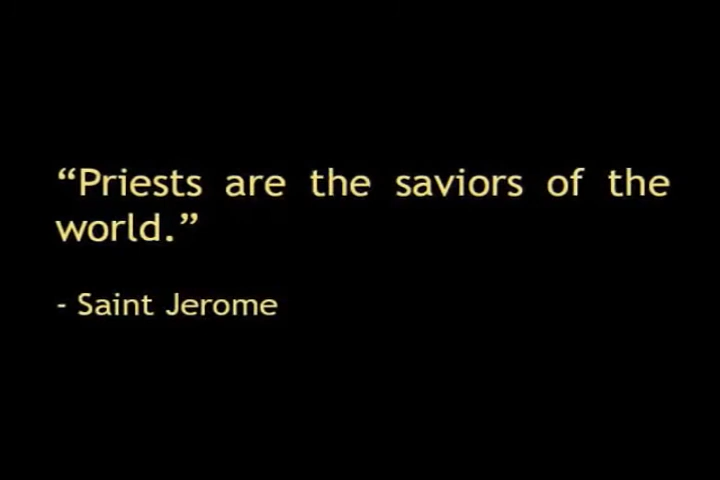 “Priests are the saviors of the
world.”
- Saint Jerome